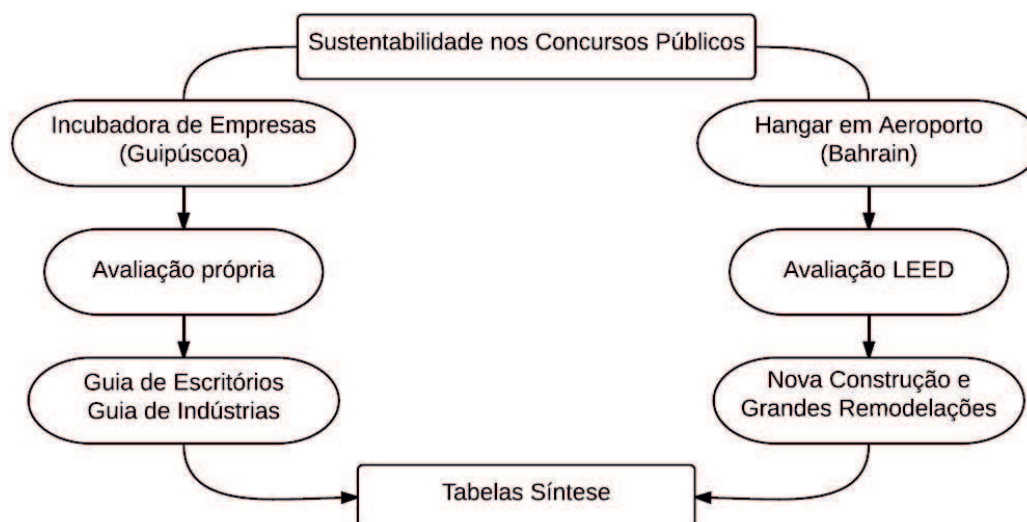 Sustentabilidade nos Concursos Públicos
Incubadora de Empresas
(Guipúscoa)
Hangar em Aeroporto
(Bahrain)
Avaliação própria
Avaliação LEED
Guia de Escritórios
Guia de Indústrias
Nova Construção e
Grandes Remodelações
Tabelas Síntese